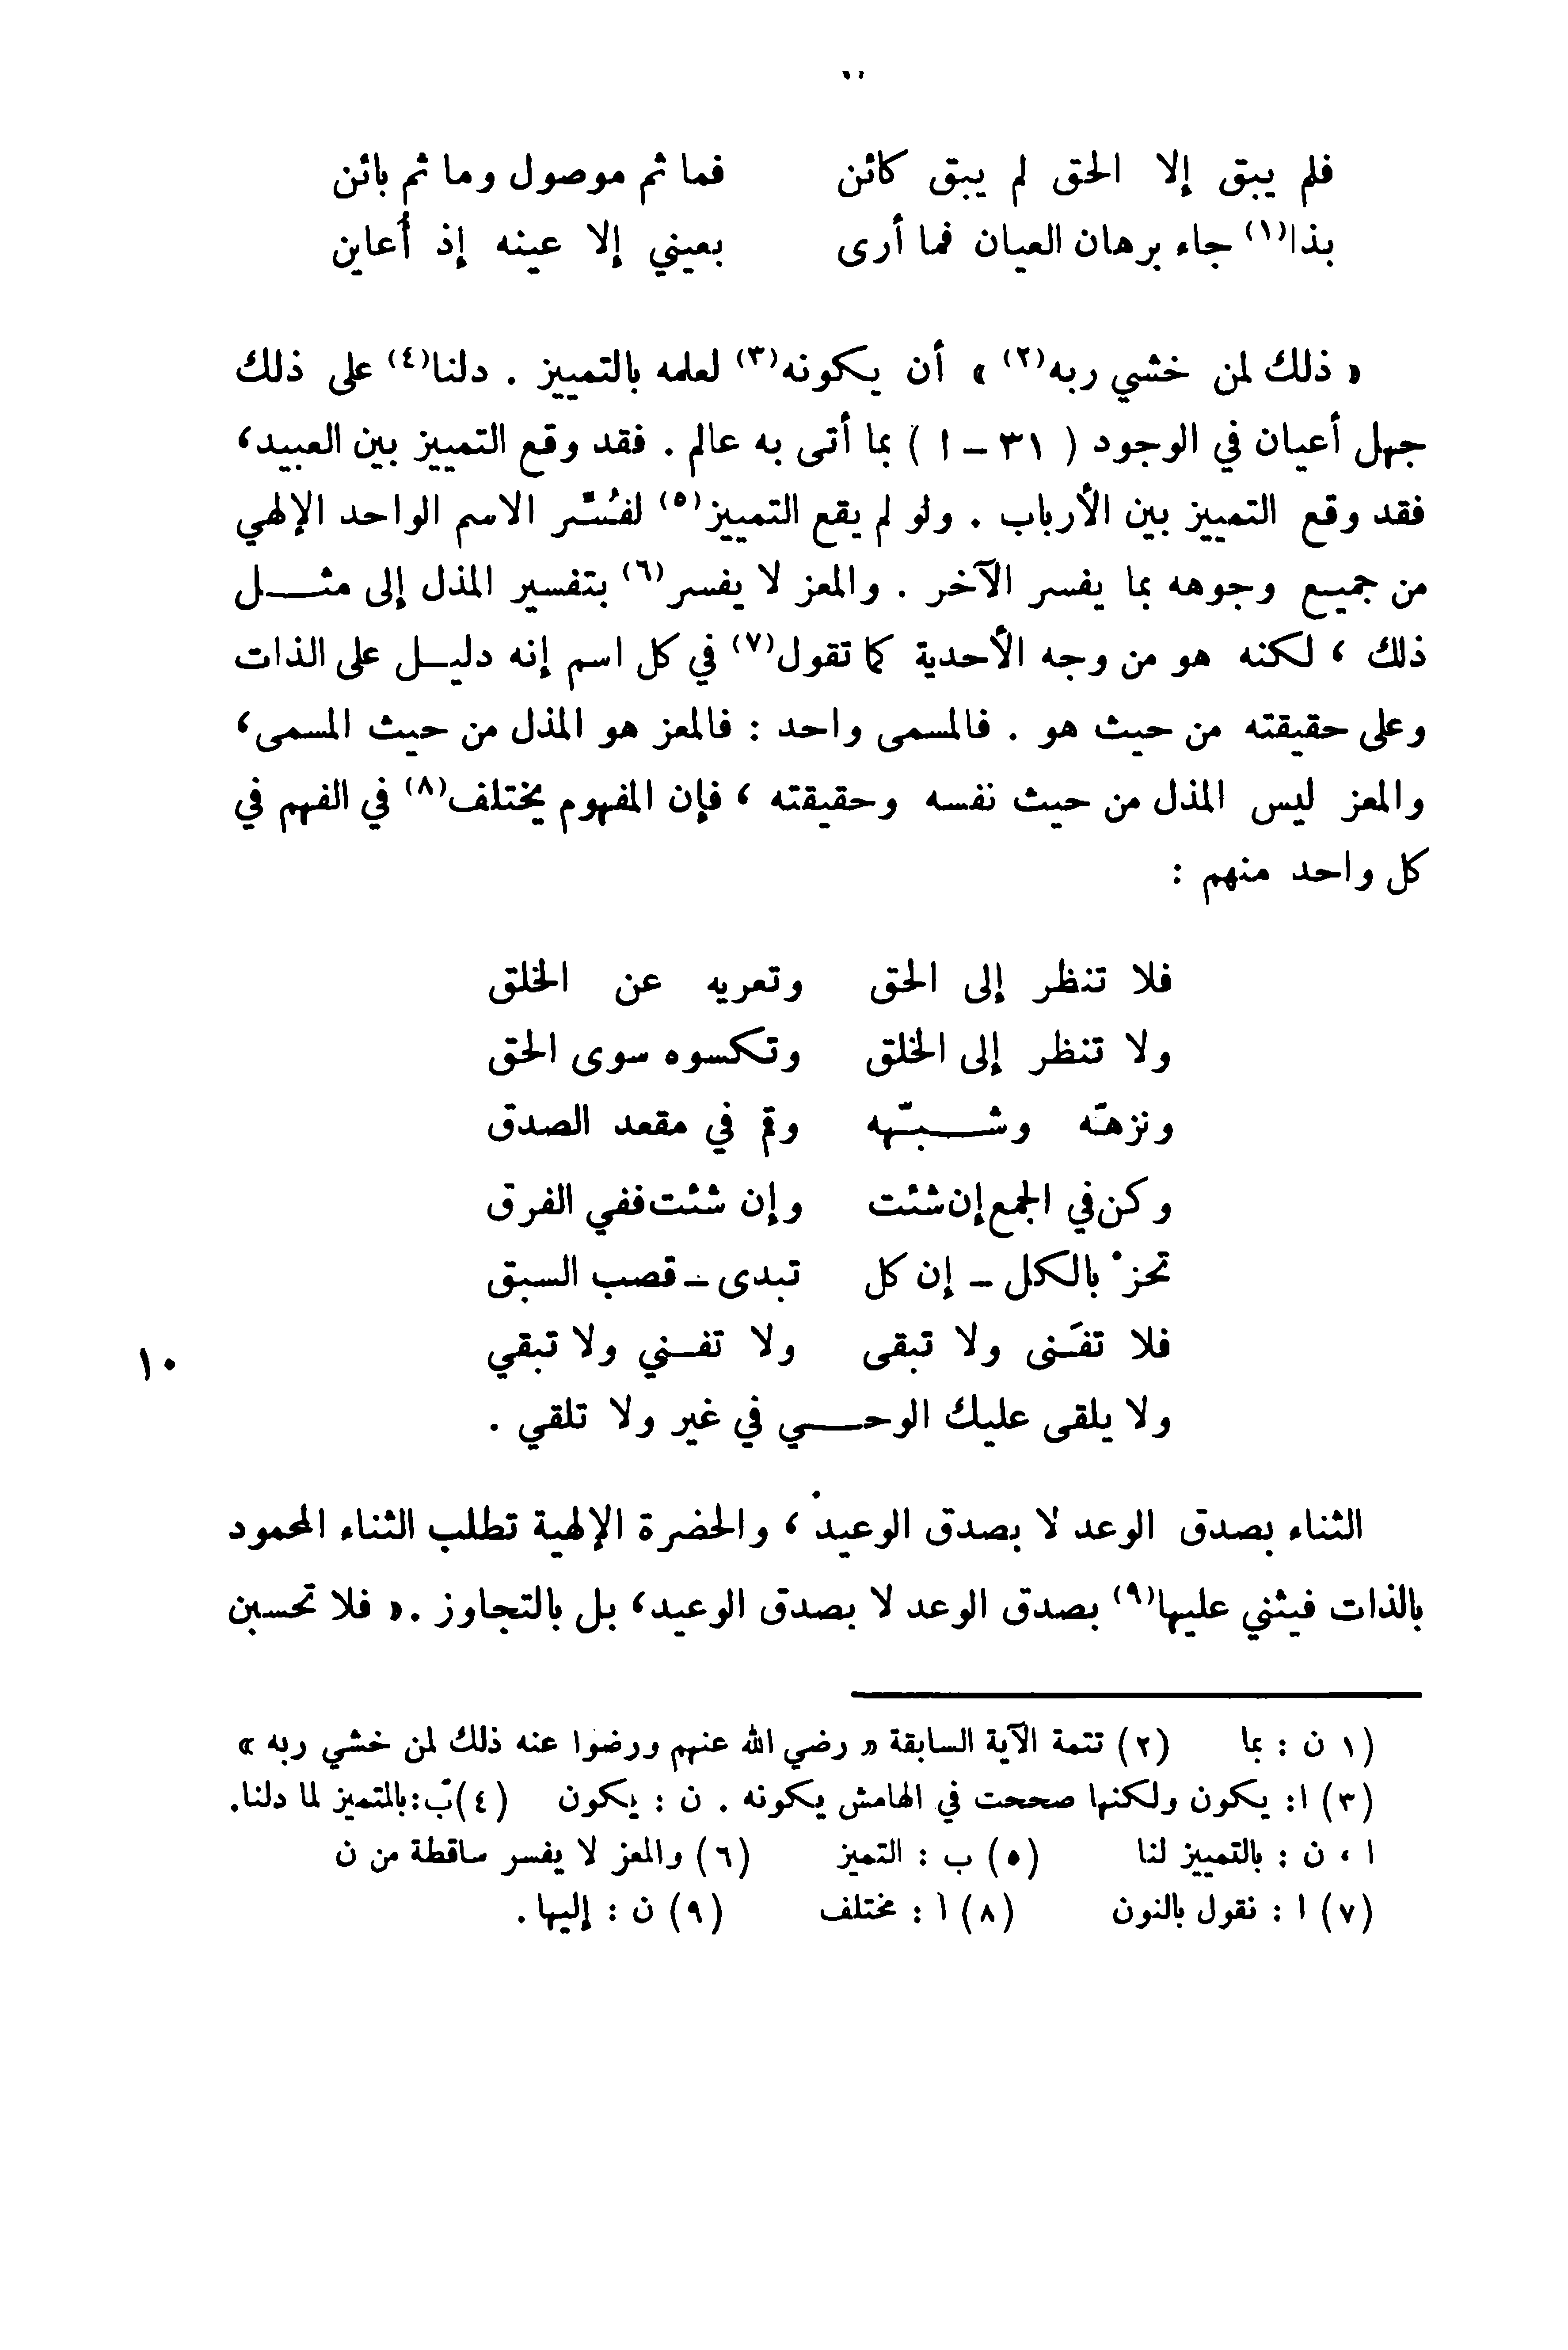 فلم يبق إلا الحق لم يبق كائن فما ثم موصول وما ثم بائن
بذا(١) جاء برهان العيان فما أرى بعيني إلا عينه إذ أعاين
« ذلك لمن خشي ربه(٢) » أن يكونه(٣) لعلمه بالتمييز . دلنا(٤) على ذلك
جهل أعيان في الوجود ( ٣١ – ا ) بما أتى به عالم . فقد وقع التمييز بين العبيد،
فقد وقع التمييز بين الأرباب . ولو لم يقع التمييز(٥) لفُسِّر الاسم الواحد الإلهي
من جميع وجوهه بما يفسر الآخر . والمعز لا يفسر(٦) بتفسير المذل إلى مثـــل
ذلك ، لكنه هو من وجه الأحدية كما تقول(٧) في كل اسم إنه دليـل على الذات
وعلى حقيقته من حيث هو . فالمسمى واحد : فالمعز هو المذل من حيث المسمى،
والمعز ليس المذل من حيث نفسه وحقيقته ، فإن المفهوم يختلف(٨) في الفهم في
كل واحد منهم :
فلا تنظر إلى الحق وتعريه عن الخلق
ولا تنظر إلى الخلق وتكسوه سوى الحق
ونزهّه وشـــبّهه وقم في مقعد الصدق
وكن في الجمع إن شئت وإن شئت ففي الفرق
تحزْ بالكل – إن كل تبدى – قصب السبق
فلا تفنَى ولا تبقى ولا تفـني ولا تبقي
١٠
ولا يلقى عليك الوحـــي في غير ولا تلقي .
الثناء بصدق الوعد لا بصدق الوعيد ، والحضرة الإلهية تطلب الثناء المحمود
بالذات فيثني عليها(٩) بصدق الوعد لا بصدق الوعيد، بل بالتجاوز . « فلا تحسبن
(١ ن : بما (٢) تتمة الآية السابقة « رضي الله عنهم ورضوا عنه ذلك لمن خشي ربه »
(٣) ا: يكون ولكنها صححت في الهامش يكونه . ن : يكون (٤) ب: بالتميز لما دلنا.
ا ، ن : بالتمييز لنا (٥) ب : التميز (٦) والمعز لا يفسر ساقطة من ن
(٧) ا : نقول بالنون (٨) ا : مختلف (٩) ن : إليها .